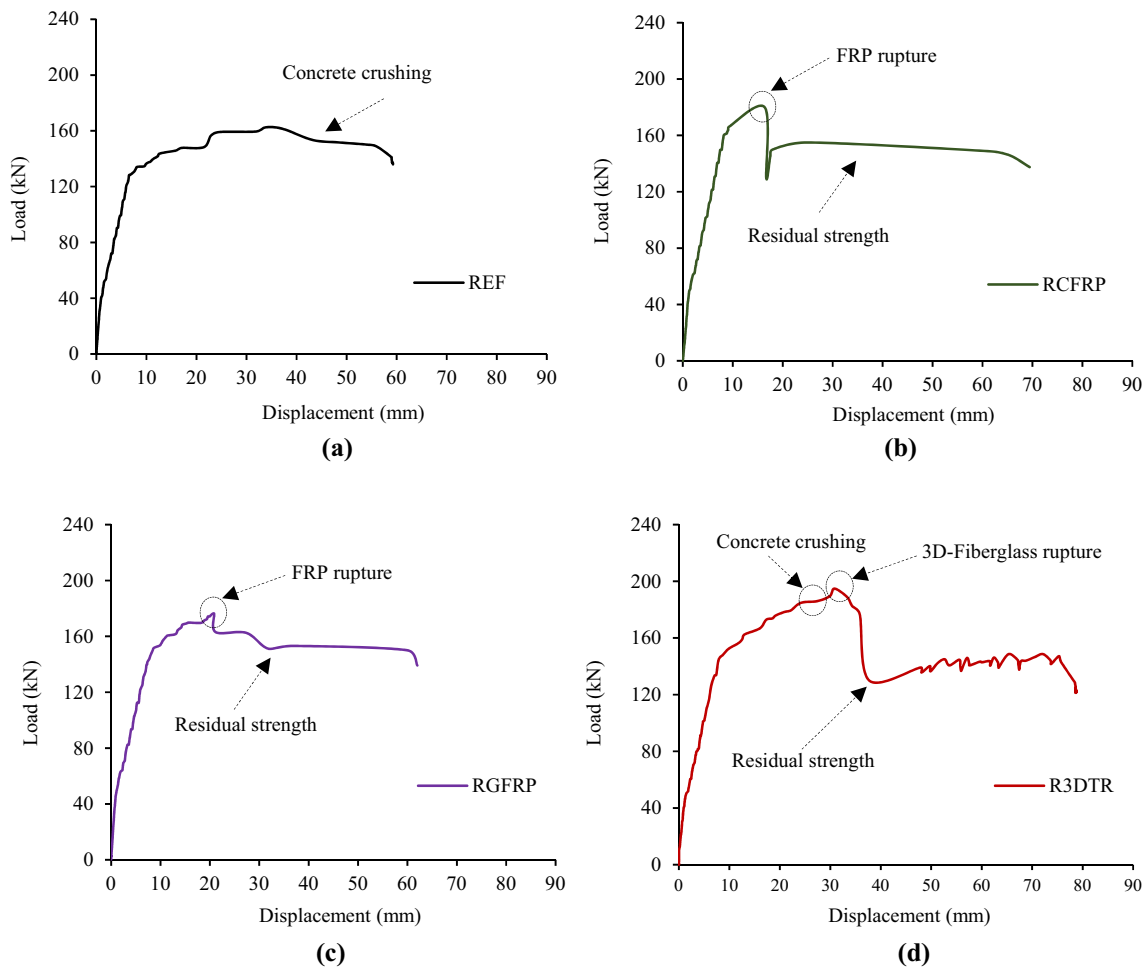 240
200
160
120
80
40
0
Load (kN)
Concrete crushing
REF
0 10 20 30 40 50 60 70 80 90
Displacement (mm)
(a)
240
200
160
120
80
40
0
Load (kN)
FRP rupture
Residual strength
RCFRP
0 10 20 30 40 50 60 70 80 90
Displacement (mm)
(b)
240
200
160
120
80
40
0
Load (kN)
FRP rupture
Residual strength
RGFRP
0 10 20 30 40 50 60 70 80 90
Displacement (mm)
(c)
240
200
160
120
80
40
0
Load (kN)
Concrete crushing
3D-Fiberglass rupture
Residual strength
R3DTR
0 10 20 30 40 50 60 70 80 90
Displacement (mm)
(d)